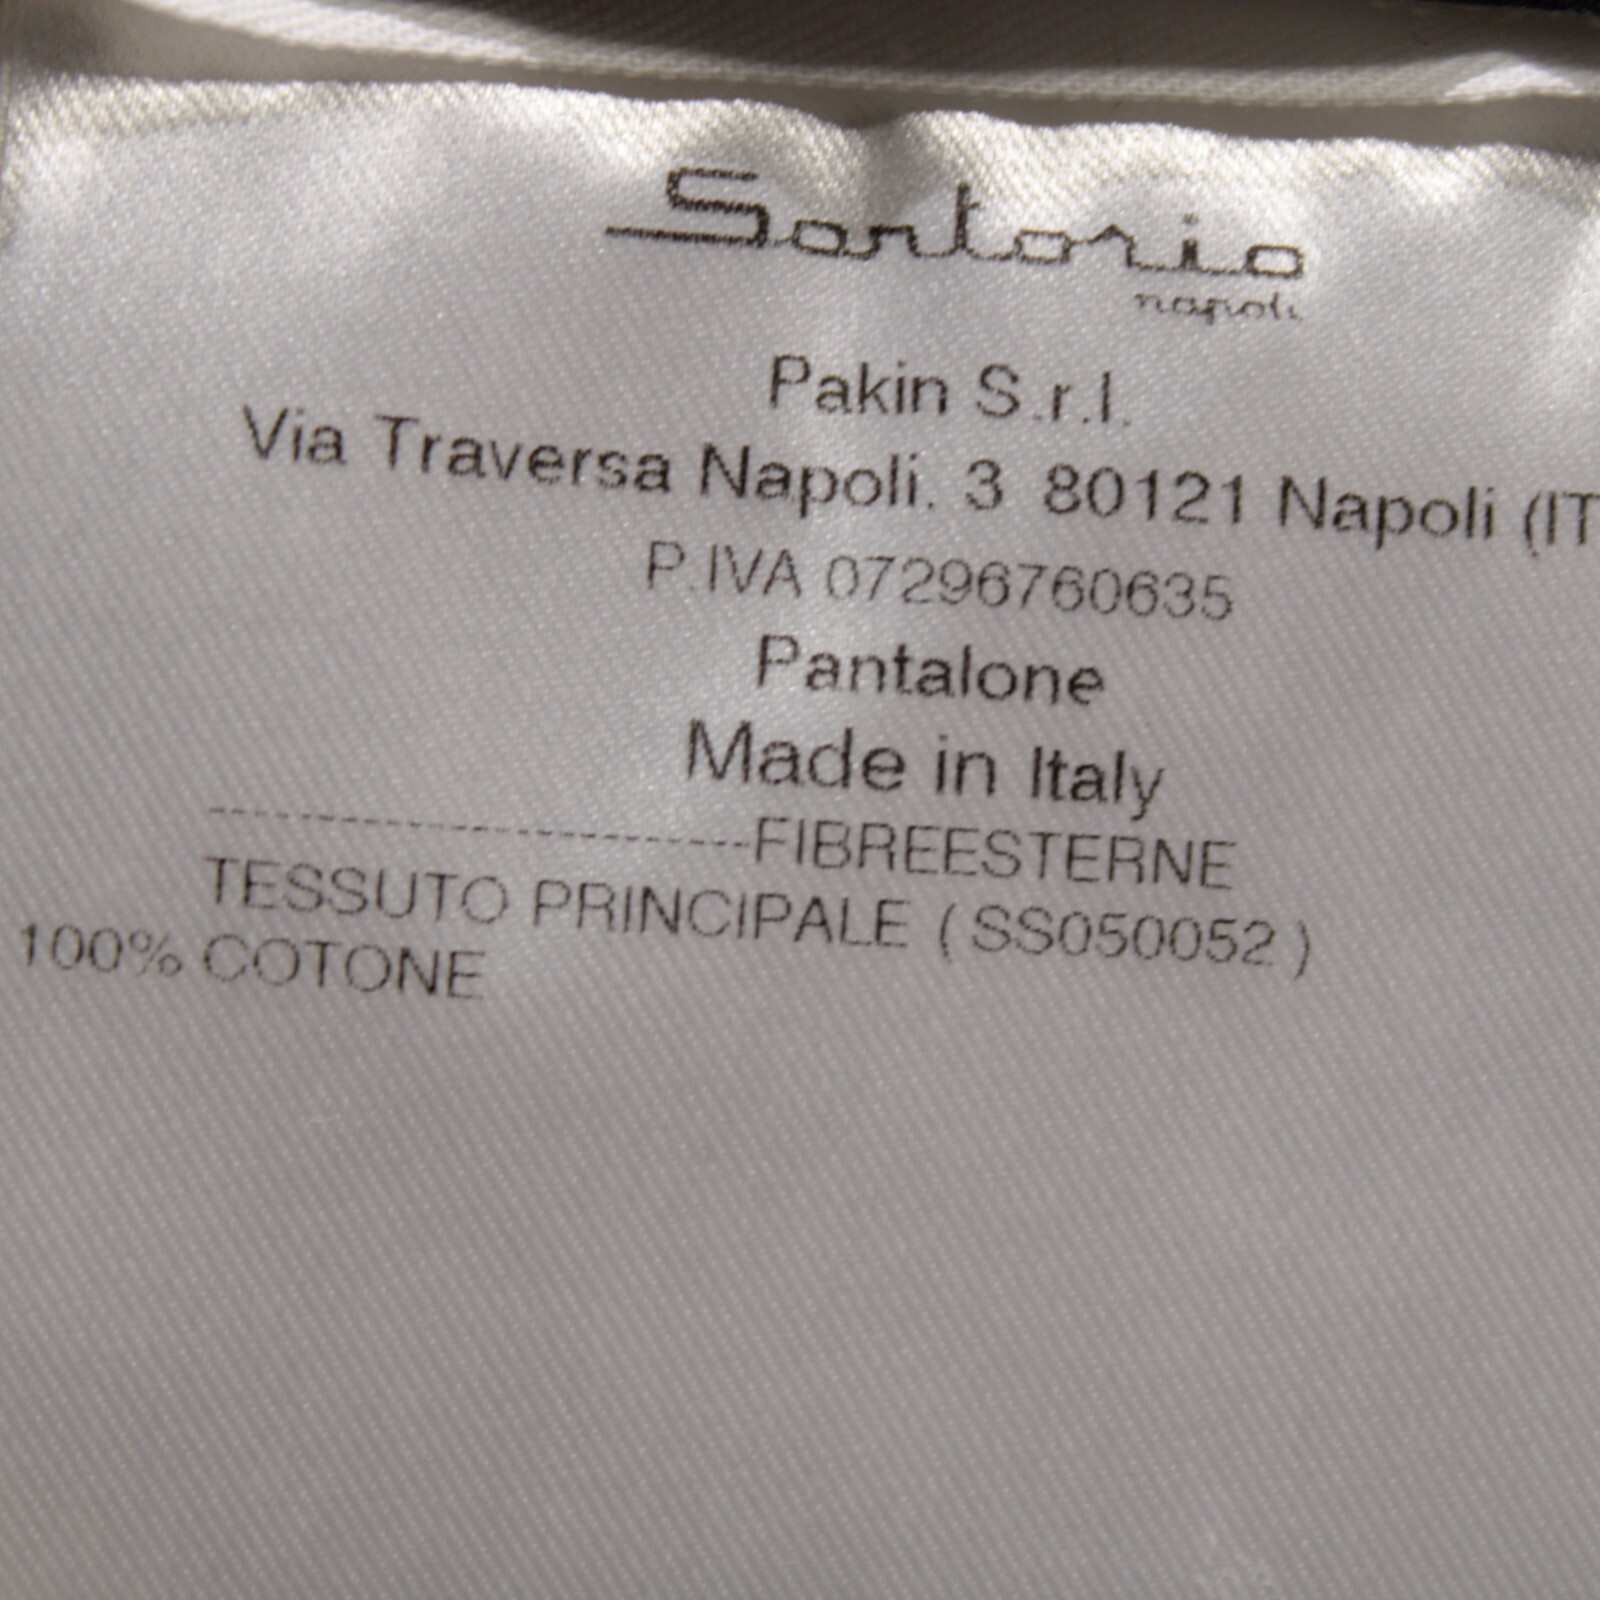 Sartorio
napoli
Pakin S.r.l.
Via Traversa Napoli. 3 80121 Napoli (IT
P.IVA 07296760635
Pantalone
Made in Italy
-----------------------------FIBREESTERNE
TESSUTO PRINCIPALE ( SS050052 )
100% COTONE